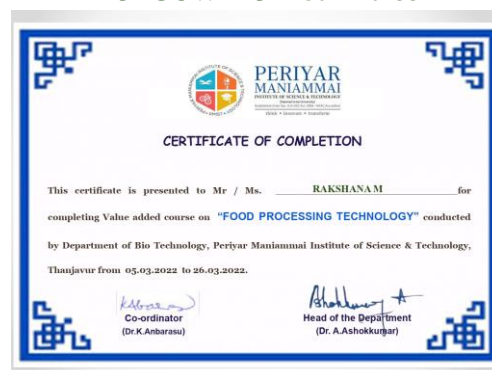 PERIYAR
MANIAMMAI
INSTITUTE OF SCIENCE & TECHNOLOGY
CERTIFICATE OF COMPLETION
This certificate is presented to Mr / Ms. RAKSHANA M for
completing Value added course on "FOOD PROCESSING TECHNOLOGY" conducted
by Department of Bio Technology, Periyar Maniammai Institute of Science & Technology,
Thanjavur from 05.03.2022 to 26.03.2022.
Co-ordinator
(Dr.K.Anbarasu)
Head of the Department
(Dr. A.Ashokkumar)